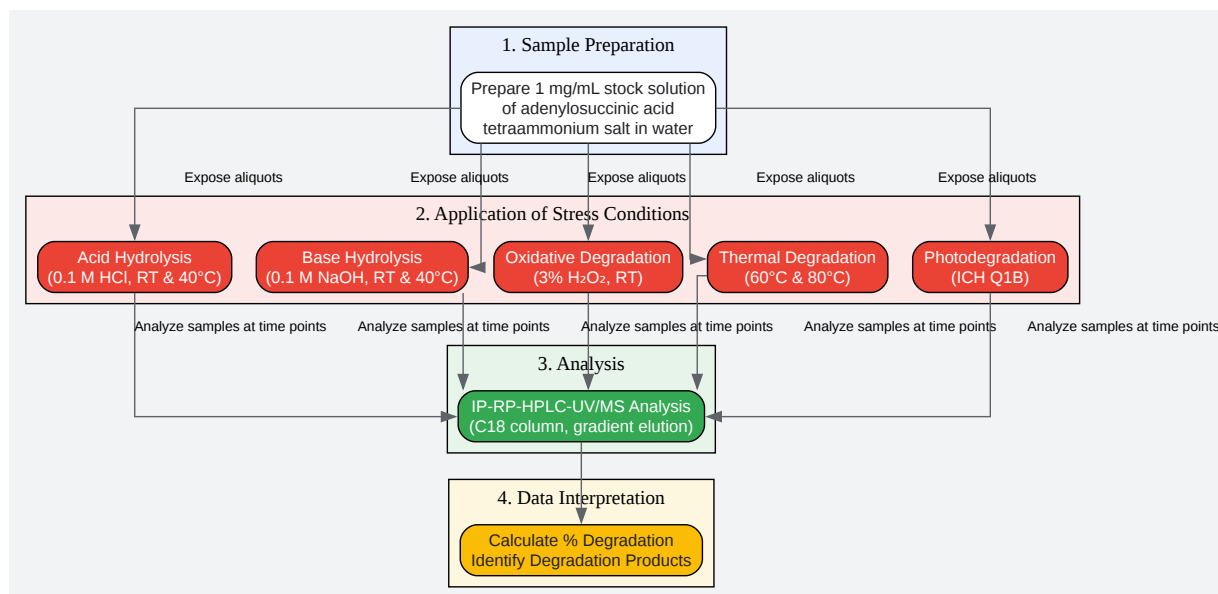 1. Sample Preparation
Prepare 1 mg/mL stock solution
of adenylosuccinic acid
tetraammonium salt in water
Expose aliquots
Expose aliquots
Expose aliquots
Expose aliquots
Expose aliquots
2. Application of Stress Conditions
Acid Hydrolysis
(0.1 M HCl, RT & 40°C)
Base Hydrolysis
(0.1 M NaOH, RT & 40°C)
Oxidative Degradation
(3% H₂O₂, RT)
Thermal Degradation
(60°C & 80°C)
Photodegradation
(ICH Q1B)
Analyze samples at time points
Analyze samples at time points
Analyze samples at time points
Analyze samples at time points
Analyze samples at time points
3. Analysis
IP-RP-HPLC-UV/MS Analysis
(C18 column, gradient elution)
4. Data Interpretation
Calculate % Degradation
Identify Degradation Products